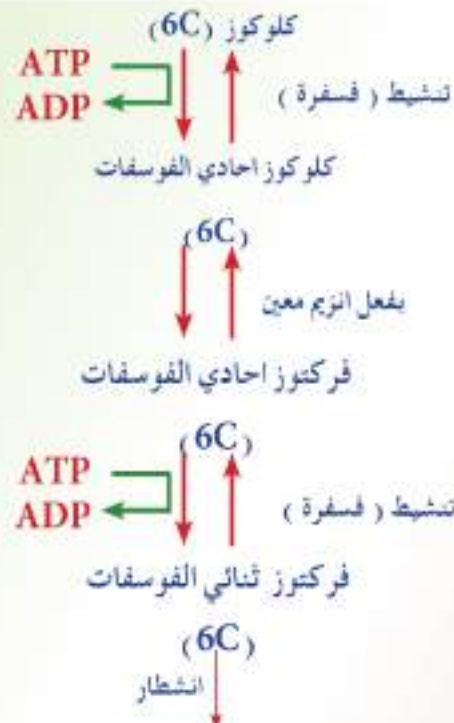 كلوكوز (6C)
ATP
ADP
تنشيط ( فسفرة )
كلوكوز احادي الفوسفات
(6C)
بفعل انزيم معين
فركتوز احادي الفوسفات
(6C)
ATP
ADP
تنشيط ( فسفرة )
فركتوز ثنائي الفوسفات
(6C)
انشطار